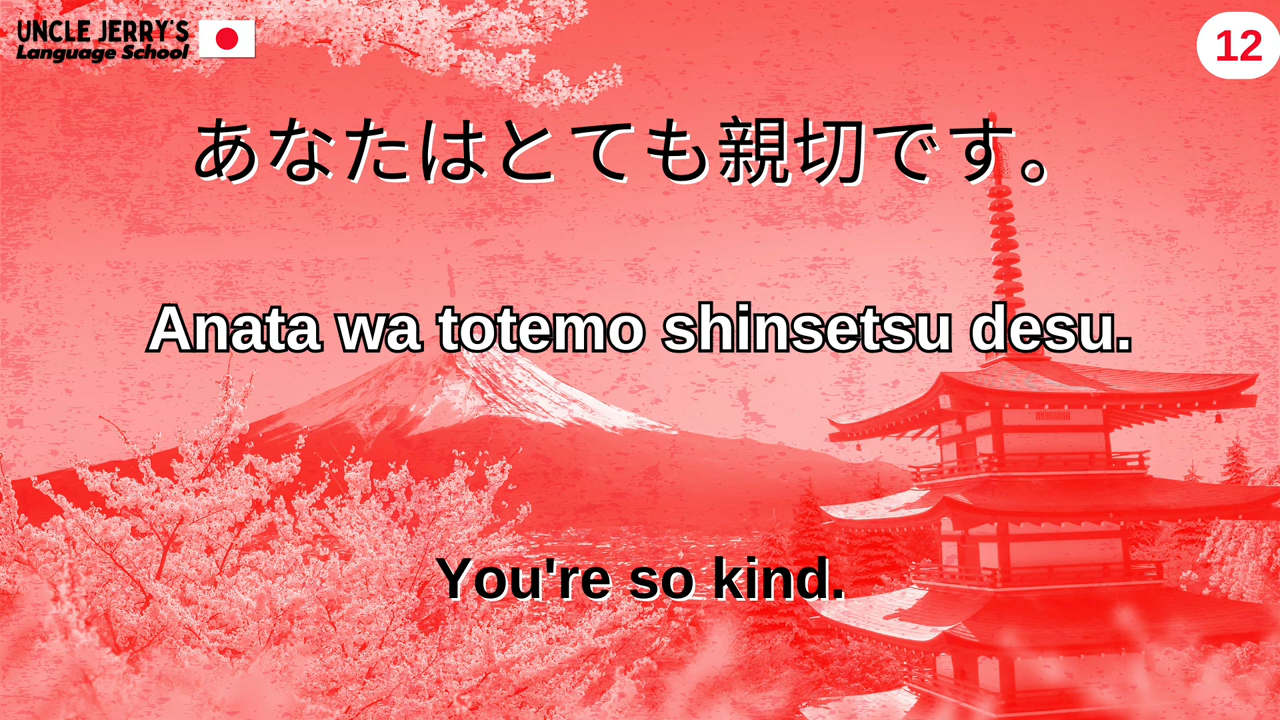 UNCLE JERRY'S
Language School
12
あなたはとても親切です。
Anata wa totemo shinsetsu desu.
You're so kind.